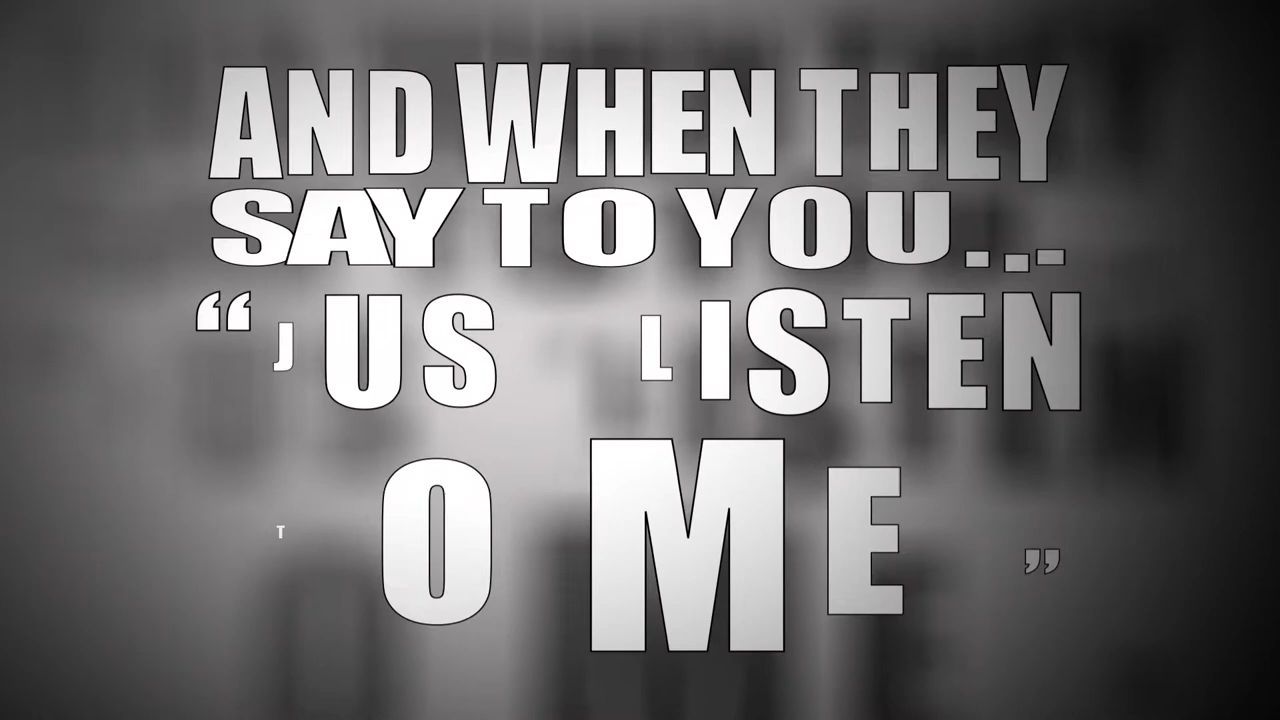 AND WHEN THEY
SAY TO YOU...
“JUS LISTEN
TO ME”